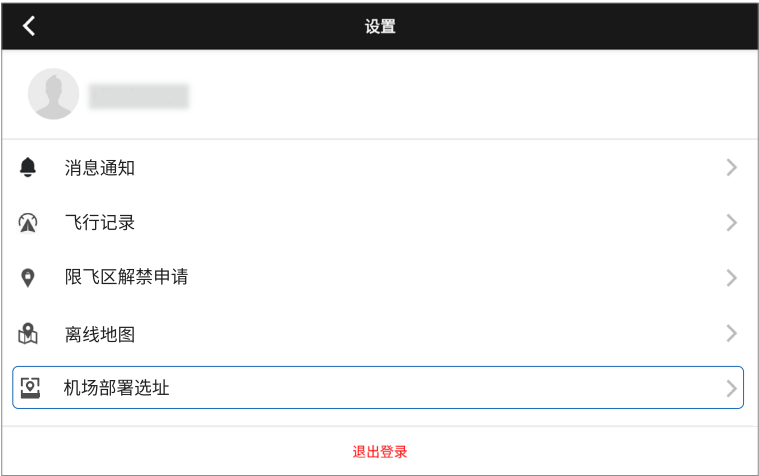 设置
消息通知
飞行记录
限飞区解禁申请
离线地图
机场部署选址
退出登录